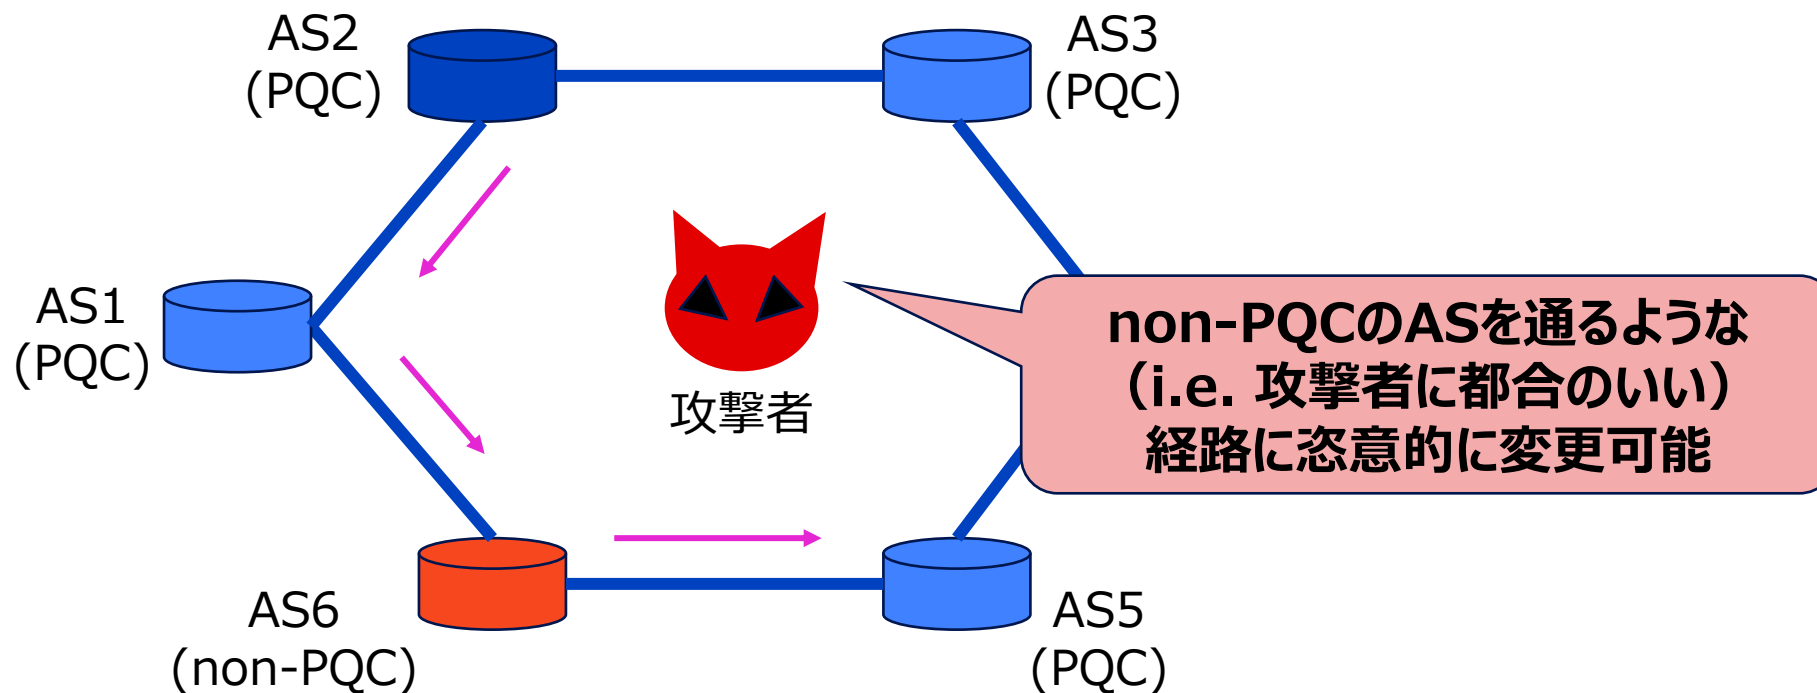 AS2
(PQC)
AS3
(PQC)
AS1
(PQC)
攻撃者
non-PQCのASを通るような
（i.e. 攻撃者に都合のいい）
経路に恣意的に変更可能
AS6
(non-PQC)
AS5
(PQC)